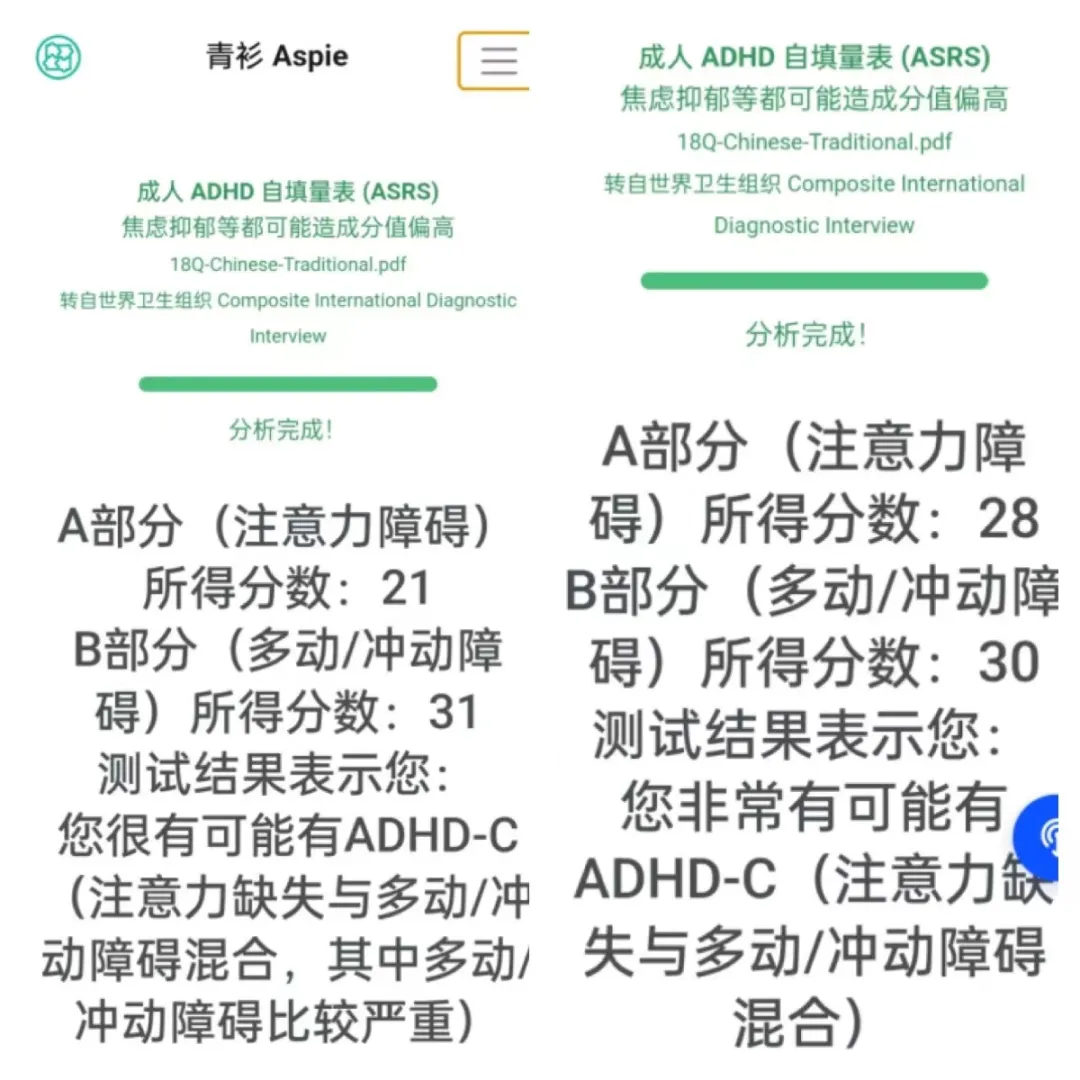 青衫 Aspie
成人 ADHD 自填量表 (ASRS)
焦虑抑郁等都可能造成分值偏高
18Q-Chinese-Traditional.pdf
转自世界卫生组织 Composite International Diagnostic
Interview
分析完成！
A部分（注意力障碍）
所得分数：21
B部分（多动/冲动障
碍）所得分数：31
测试结果表示您：
您很有可能有ADHD-C
（注意力缺失与多动/冲
动障碍混合，其中多动/
冲动障碍比较严重）
成人 ADHD 自填量表 (ASRS)
焦虑抑郁等都可能造成分值偏高
18Q-Chinese-Traditional.pdf
转自世界卫生组织 Composite International
Diagnostic Interview
分析完成！
A部分（注意力障
碍）所得分数：28
B部分（多动/冲动障
碍）所得分数：30
测试结果表示您：
您非常有可能有
ADHD-C（注意力缺
失与多动/冲动障碍
混合）